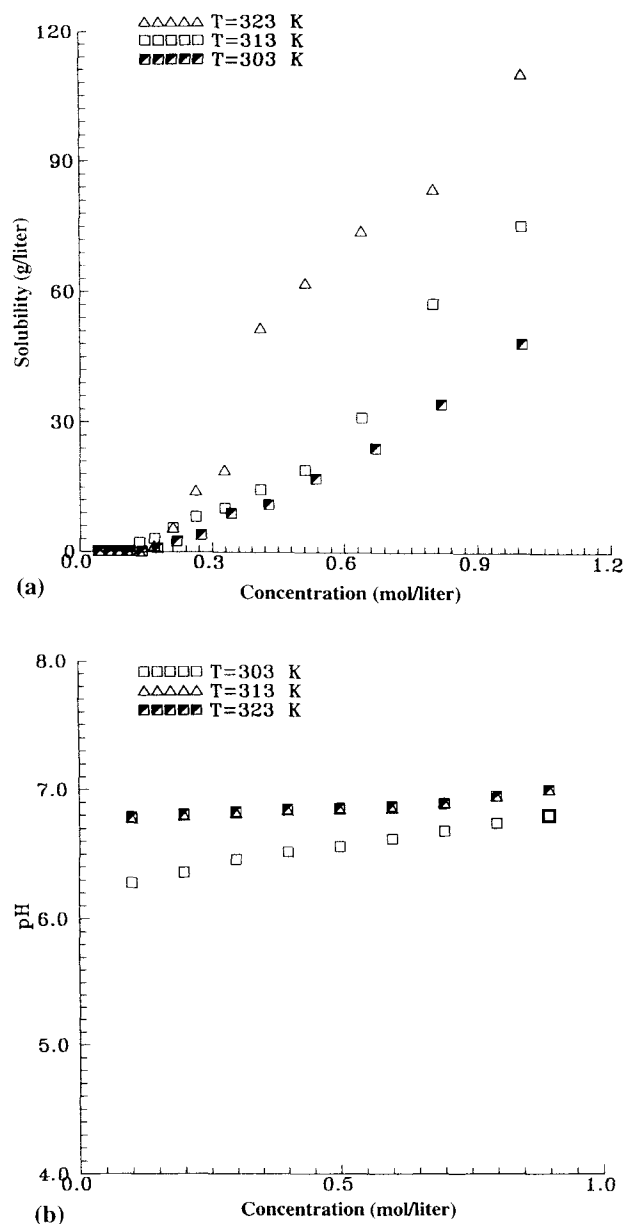 T=323 K
T=313 K
T=303 K
120
90
60
30
0
Solubility (g/liter)
0.0 0.3 0.6 0.9 1.2
Concentration (mol/liter)
(a)
8.0
7.0
6.0
5.0
4.0
T=303 K
T=313 K
T=323 K
pH
0.0 0.5 1.0
Concentration (mol/liter)
(b)